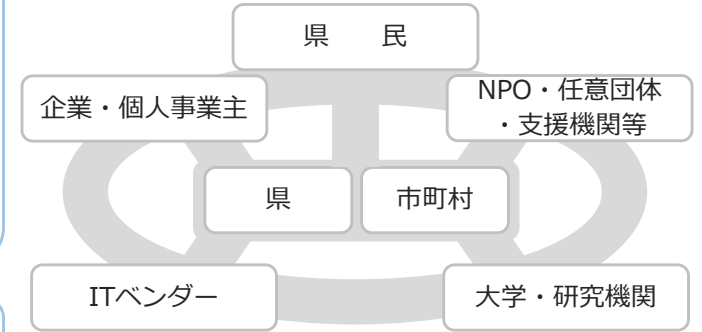 県　　民
企業・個人事業主
NPO・任意団体
・支援機関等
県
市町村
ITベンダー
大学・研究機関